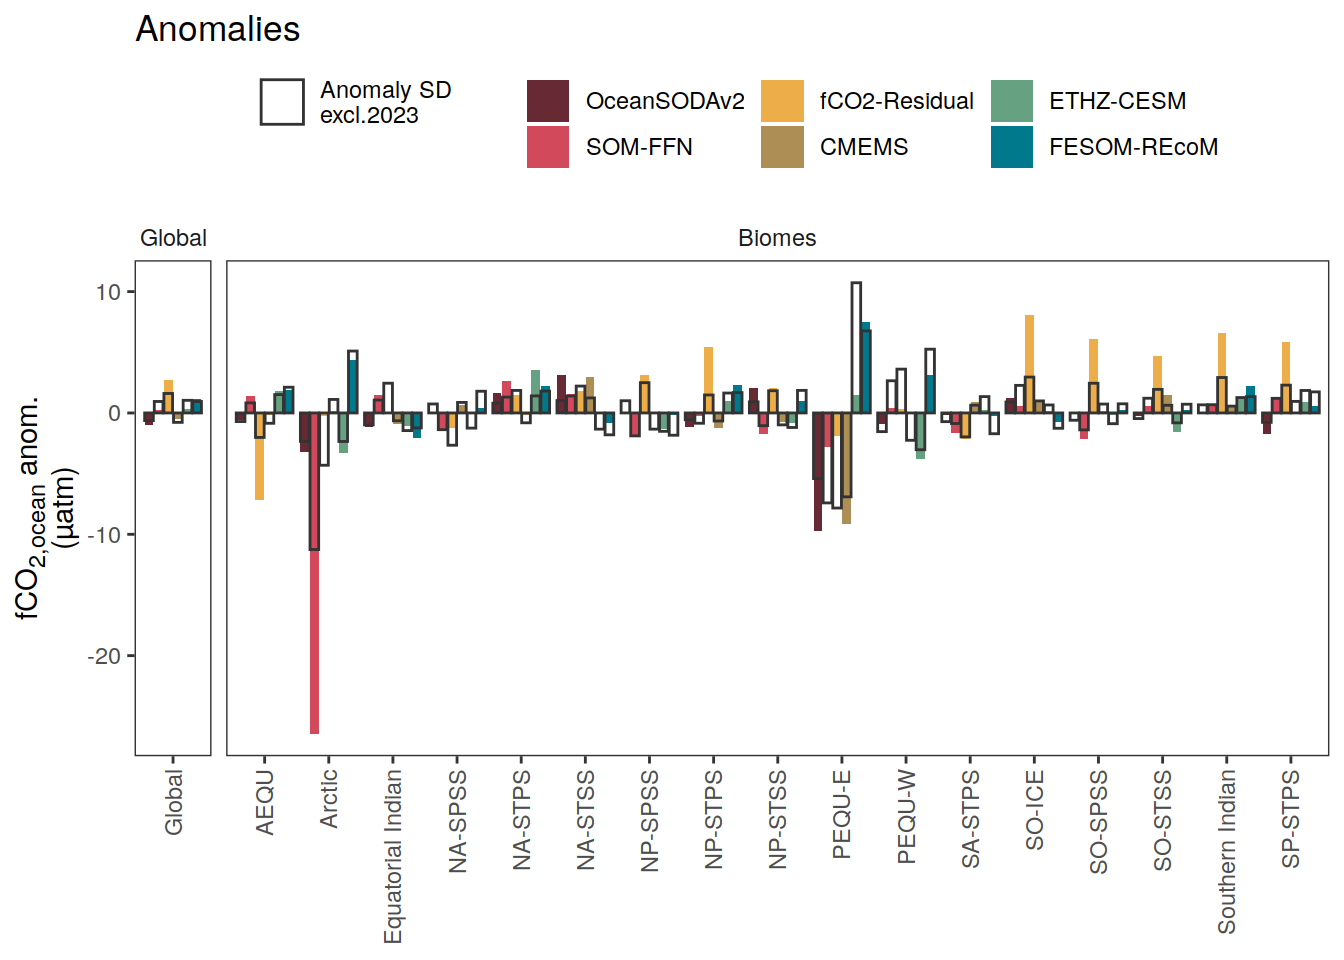 Anomalies
Anomaly SD
excl.2023
OceanSODAv2
SOM-FFN
fCO2-Residual
CMEMS
ETHZ-CESM
FESOM-REcoM
Global
Biomes
fCO2,ocean anom.
(µatm)
10
0
-10
-20
Global
AEQU
Arctic
Equatorial Indian
NA-SPSS
NA-STPS
NA-STSS
NP-SPSS
NP-STPS
NP-STSS
PEQU-E
PEQU-W
SA-STPS
SO-ICE
SO-SPSS
SO-STSS
Southern Indian
SP-STPS